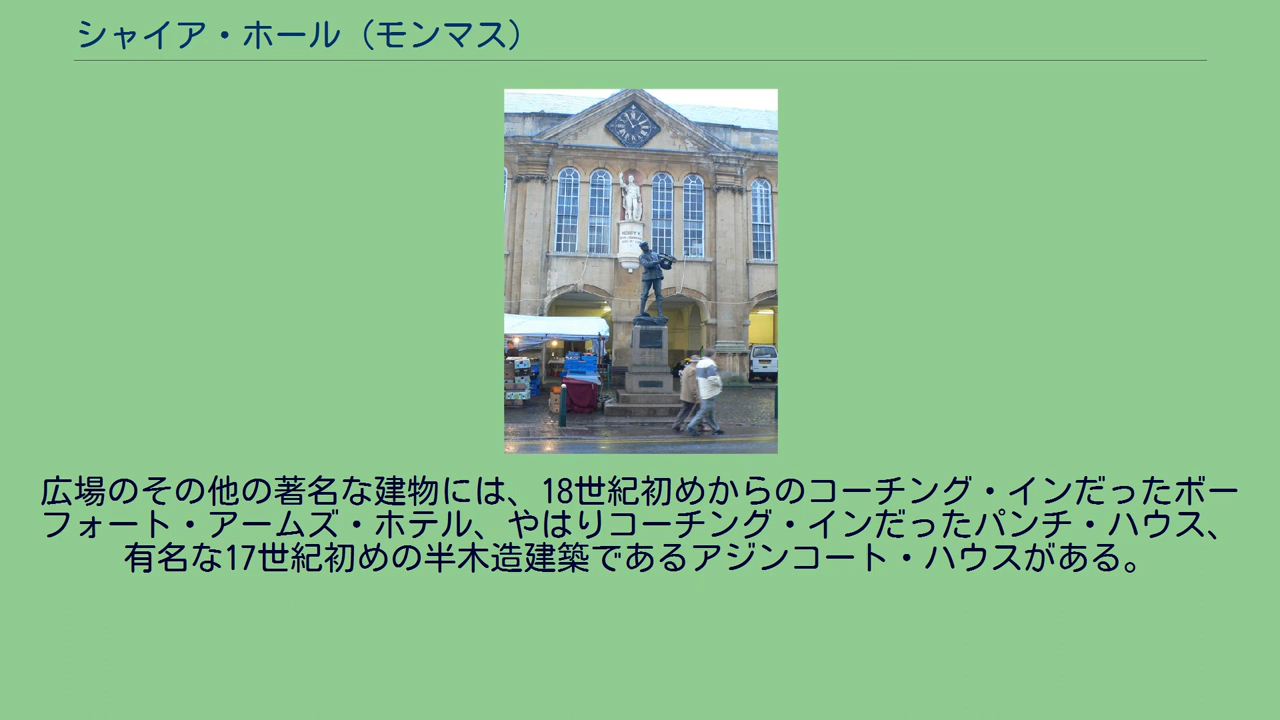 シャイア・ホール（モンマス）
HENRY V
広場のその他の著名な建物には、18世紀初めからのコーチング・インだったボー
フォート・アームズ・ホテル、やはりコーチング・インだったパンチ・ハウス、
有名な17世紀初めの半木造建築であるアジンコート・ハウスがある。